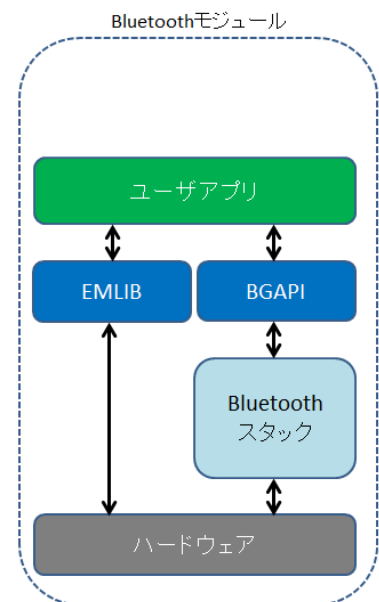 Bluetoothモジュール
ユーザアプリ
EMLIB
BGAPI
Bluetooth
スタック
ハードウェア